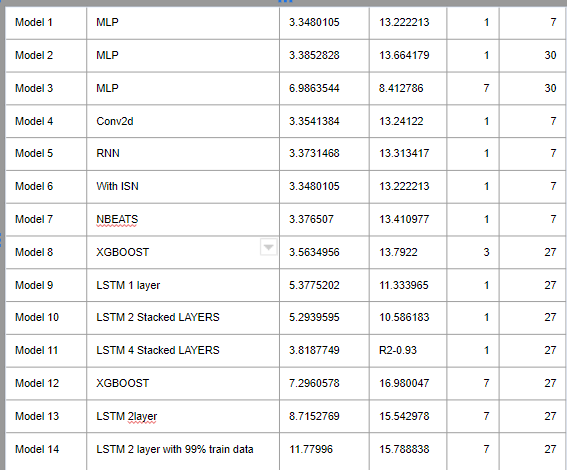 Model 1 MLP 3.3480105 13.222213 1 7
Model 2 MLP 3.3852828 13.664179 1 30
Model 3 MLP 6.9863544 8.412786 7 30
Model 4 Conv2d 3.3541384 13.24122 1 7
Model 5 RNN 3.3731468 13.313417 1 7
Model 6 With ISN 3.3480105 13.222213 1 7
Model 7 NBEATS 3.376507 13.410977 1 7
Model 8 XGBOOST 3.5634956 13.7922 3 27
Model 9 LSTM 1 layer 5.3775202 11.333965 1 27
Model 10 LSTM 2 Stacked LAYERS 5.2939595 10.586183 1 27
Model 11 LSTM 4 Stacked LAYERS 3.8187749 R2-0.93 1 27
Model 12 XGBOOST 7.2960578 16.980047 7 27
Model 13 LSTM 2layer 8.7152769 15.542978 7 27
Model 14 LSTM 2 layer with 99% train data 11.77996 15.788838 7 27